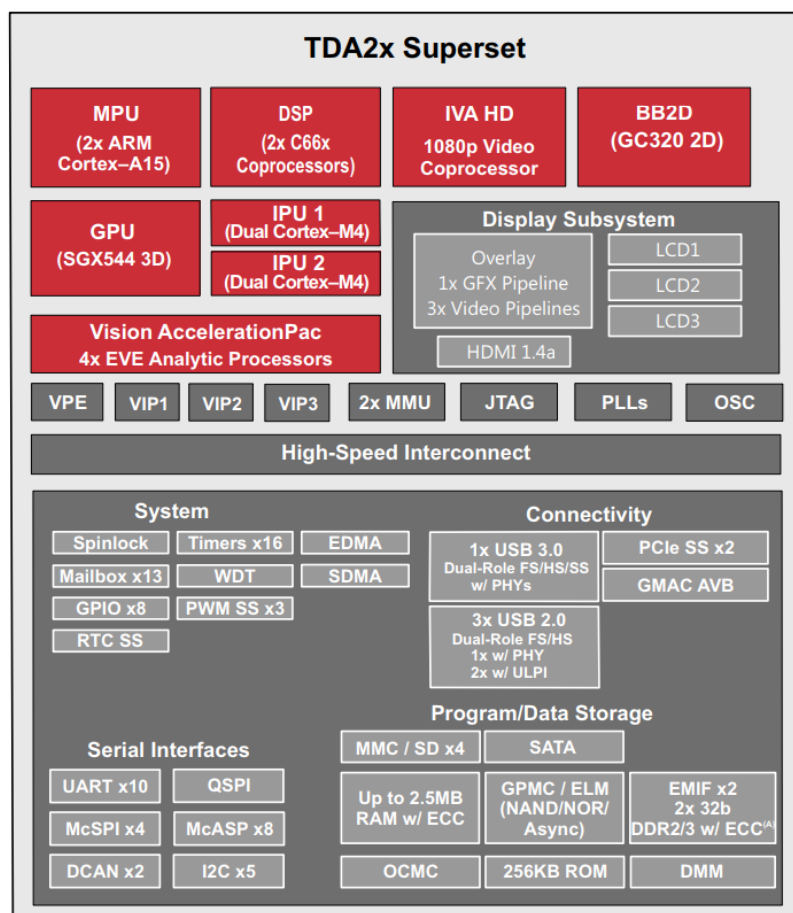 TDA2x Superset
MPU
(2x ARM
Cortex–A15)
DSP
(2x C66x
Coprocessors)
IVA HD
1080p Video
Coprocessor
BB2D
(GC320 2D)
GPU
(SGX544 3D)
IPU 1
(Dual Cortex–M4)
IPU 2
(Dual Cortex–M4)
Display Subsystem
Overlay
1x GFX Pipeline
3x Video Pipelines
LCD1
LCD2
LCD3
HDMI 1.4a
Vision AccelerationPac
4x EVE Analytic Processors
VPE
VIP1
VIP2
VIP3
2x MMU
JTAG
PLLs
OSC
High-Speed Interconnect
System
Spinlock
Timers x16
EDMA
Mailbox x13
WDT
SDMA
GPIO x8
PWM SS x3
RTC SS
Connectivity
1x USB 3.0
Dual-Role FS/HS/SS
w/ PHYs
PCIe SS x2
GMAC AVB
3x USB 2.0
Dual-Role FS/HS
1x w/ PHY
2x w/ ULPI
Serial Interfaces
UART x10
QSPI
McSPI x4
McASP x8
DCAN x2
I2C x5
Program/Data Storage
MMC / SD x4
SATA
Up to 2.5MB
RAM w/ ECC
GPMC / ELM
(NAND/NOR/
Async)
EMIF x2
2x 32b
DDR2/3 w/ ECC(A)
OCMC
256KB ROM
DMM